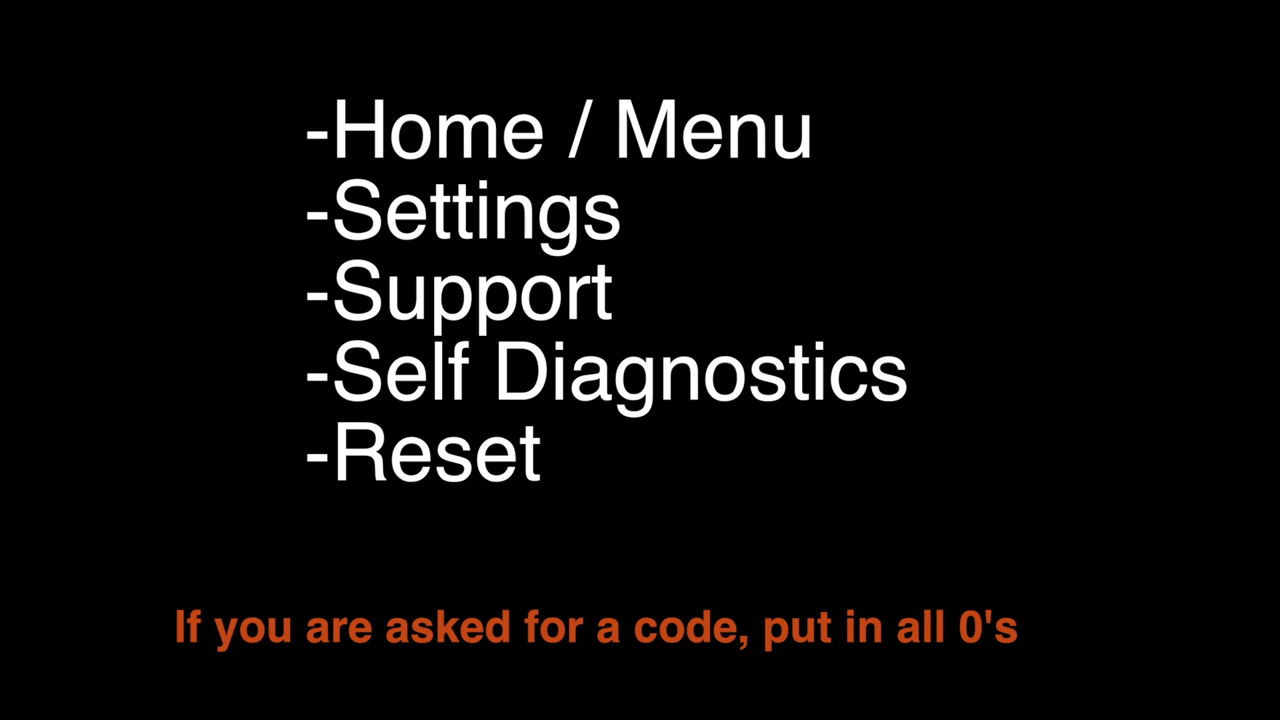 -Home / Menu
-Settings
-Support
-Self Diagnostics
-Reset
If you are asked for a code, put in all 0's